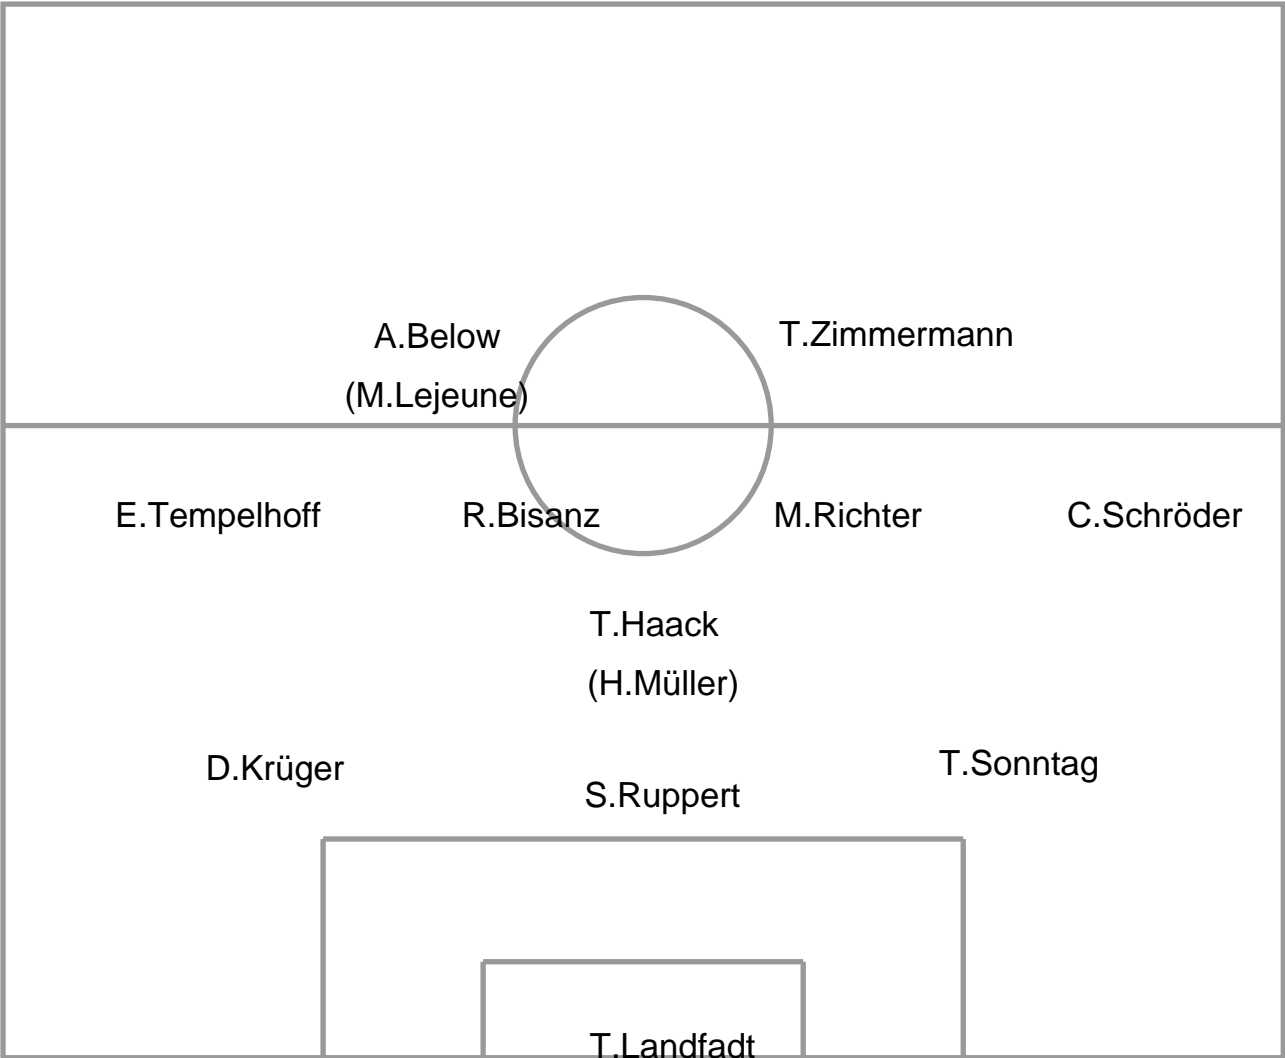 A.Below
T.Zimmermann
(M.Lejeune)
E.Tempelhoff
R.Bisanz
M.Richter
C.Schröder
T.Haack
(H.Müller)
D.Krüger
T.Sonntag
S.Ruppert
T.Landfadt